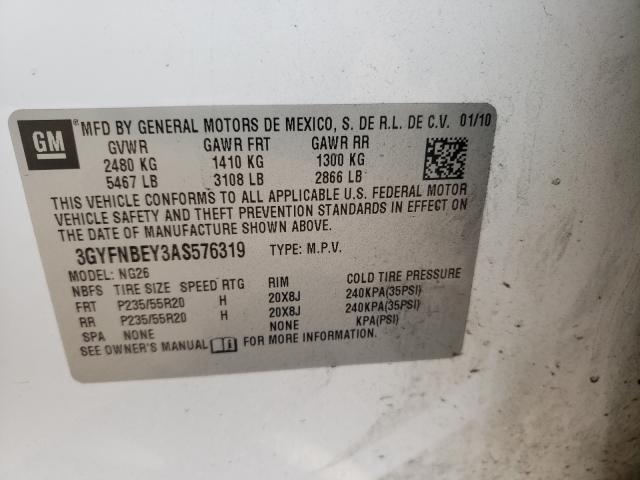 GM ® MFD BY GENERAL MOTORS DE MEXICO, S. DE R.L. DE C.V. 01/10
GVWR GAWR FRT GAWR RR
2480 KG 1410 KG 1300 KG
5467 LB 3108 LB 2866 LB
THIS VEHICLE CONFORMS TO ALL APPLICABLE U.S. FEDERAL MOTOR
VEHICLE SAFETY AND THEFT PREVENTION STANDARDS IN EFFECT ON
THE DATE OF MANUFACTURE SHOWN ABOVE.
3GYFNBEY3AS576319 TYPE: M.P.V.
MODEL: NG26
NBFS TIRE SIZE SPEED RTG RIM COLD TIRE PRESSURE
FRT P235/55R20 H 20X8J 240KPA(35PSI)
RR P235/55R20 H 20X8J 240KPA(35PSI)
SPA NONE NONE KPA(PSI)
SEE OWNER'S MANUAL FOR MORE INFORMATION.